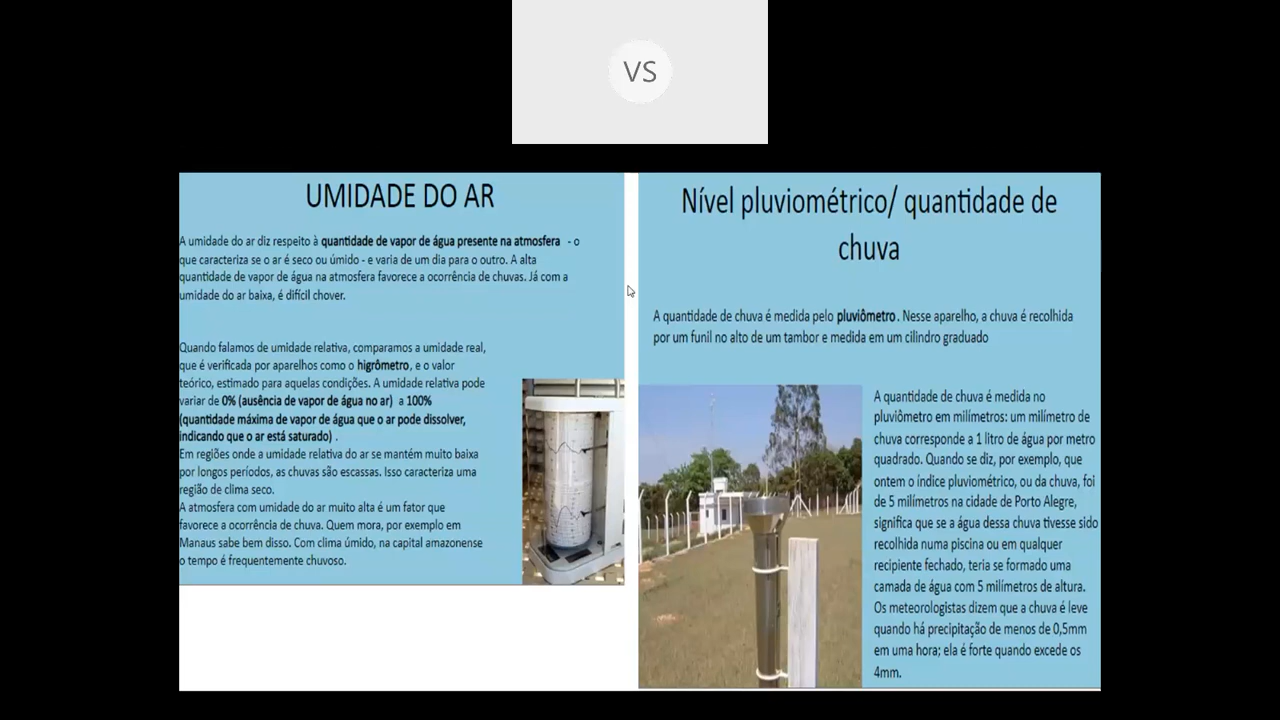 VS
UMIDADE DO AR
A umidade do ar diz respeito à quantidade de vapor de água presente na atmosfera - o
que caracteriza se o ar é seco ou úmido - e varia de um dia para o outro. A alta
quantidade de vapor de água na atmosfera favorece a ocorrência de chuvas. Já com a
umidade do ar baixa, é difícil chover.
Quando falamos de umidade relativa, comparamos a umidade real,
que é verificada por aparelhos como o higrômetro, e o valor
teórico, estimado para aquelas condições. A umidade relativa pode
variar de 0% (ausência de vapor de água no ar) a 100%
(quantidade máxima de vapor de água que o ar pode dissolver,
indicando que o ar está saturado) .
Em regiões onde a umidade relativa do ar se mantém muito baixa
por longos períodos, as chuvas são escassas. Isso caracteriza uma
região de clima seco.
A atmosfera com umidade do ar muito alta é um fator que
favorece a ocorrência de chuva. Quem mora, por exemplo em
Manaus sabe bem disso. Com clima úmido, na capital amazonense
o tempo é frequentemente chuvoso.
Nível pluviométrico/ quantidade de
chuva
A quantidade de chuva é medida pelo pluviômetro. Nesse aparelho, a chuva é recolhida
por um funil no alto de um tambor e medida em um cilindro graduado
A quantidade de chuva é medida no
pluviômetro em milímetros: um milímetro de
chuva corresponde a 1 litro de água por metro
quadrado. Quando se diz, por exemplo, que
ontem o índice pluviométrico, ou da chuva, foi
de 5 milímetros na cidade de Porto Alegre,
significa que se a água dessa chuva tivesse sido
recolhida numa piscina ou em qualquer
recipiente fechado, teria se formado uma
camada de água com 5 milímetros de altura.
Os meteorologistas dizem que a chuva é leve
quando há precipitação de menos de 0,5mm
em uma hora; ela é forte quando excede os
4mm.